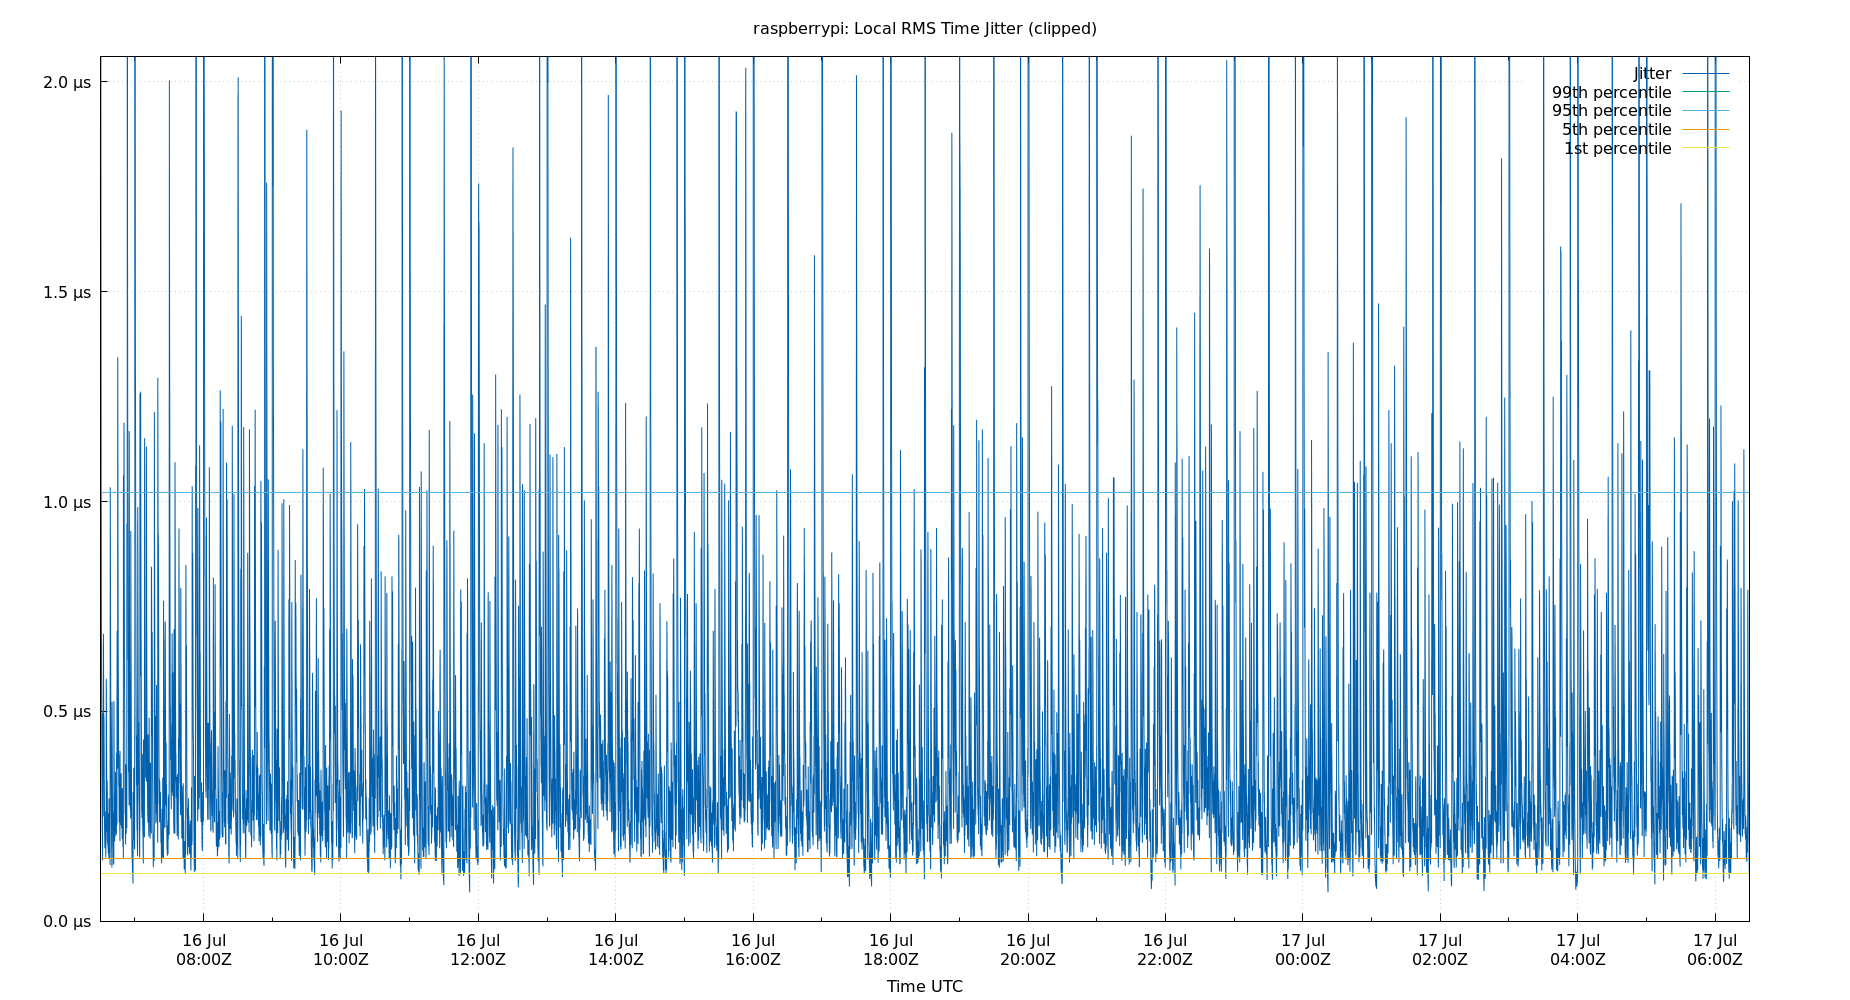 raspberrypi: Local RMS Time Jitter (clipped)
2.0 µs
1.5 µs
1.0 µs
0.5 µs
0.0 µs
Jitter
99th percentile
95th percentile
5th percentile
1st percentile
16 Jul 16 Jul 16 Jul 16 Jul 16 Jul 16 Jul 16 Jul 16 Jul 17 Jul 17 Jul 17 Jul 17 Jul
08:00Z 10:00Z 12:00Z 14:00Z 16:00Z 18:00Z 20:00Z 22:00Z 00:00Z 02:00Z 04:00Z 06:00Z
Time UTC